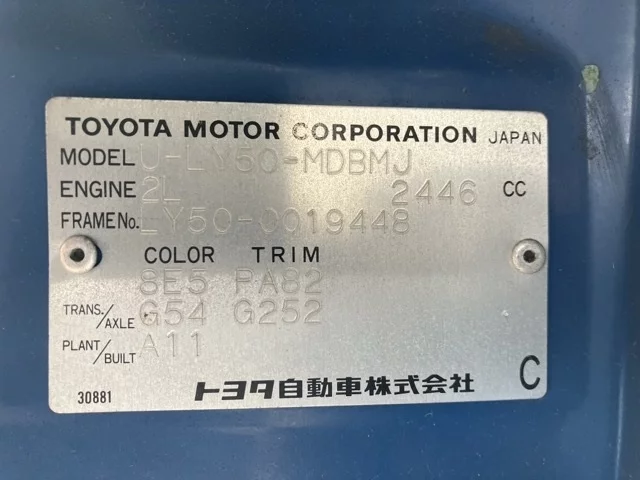 TOYOTA MOTOR CORPORATION JAPAN
MODEL U-LY50-MDBMJ
ENGINE 2L 2446 CC
FRAME No. LY50-0019448
COLOR TRIM
8E5 PA82
TRANS./AXLE G54 G252
PLANT/BUILT A11
30881 トヨタ自動車株式会社 C